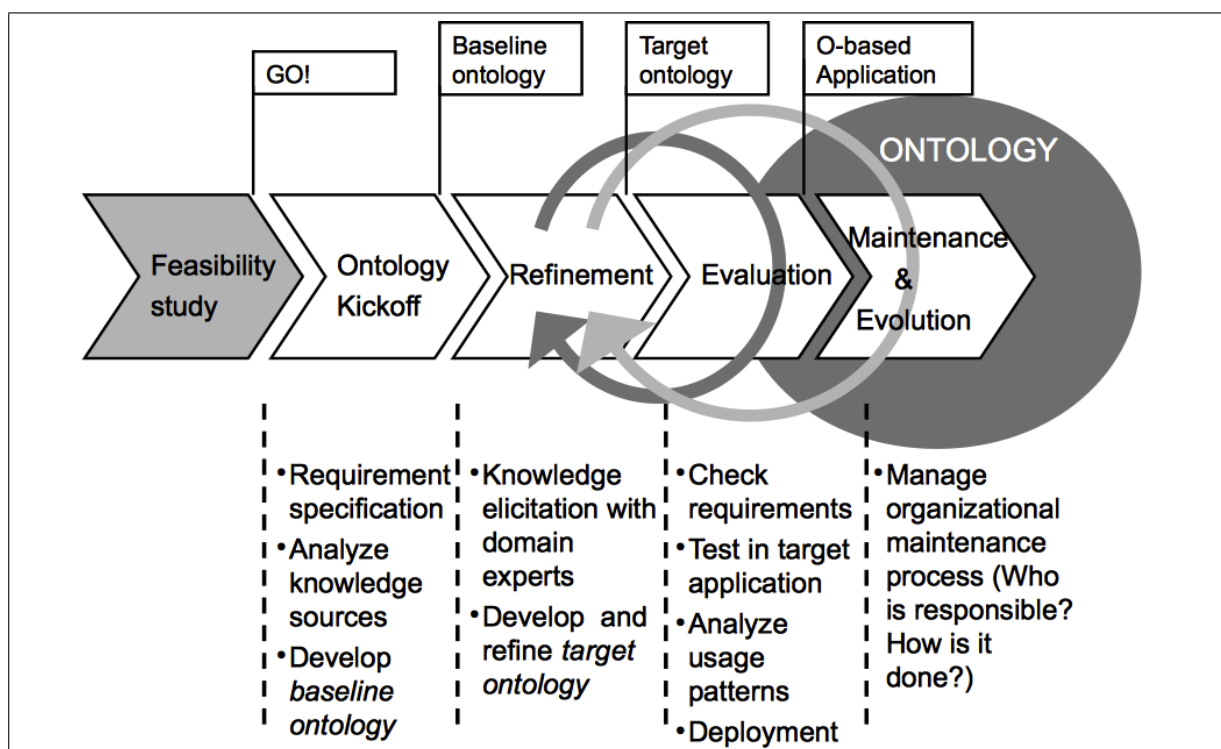 GO!
Baseline
ontology
Target
ontology
O-based
Application
ONTOLOGY
Feasibility
study
Ontology
Kickoff
Refinement
Evaluation
Maintenance
&
Evolution
•Requirement
specification
•Analyze
knowledge
sources
•Develop
baseline
ontology
•Knowledge
elicitation with
domain
experts
•Develop and
refine target
ontology
•Check
requirements
•Test in target
application
•Analyze
usage
patterns
•Deployment
•Manage
organizational
maintenance
process (Who
is responsible?
How is it
done?)